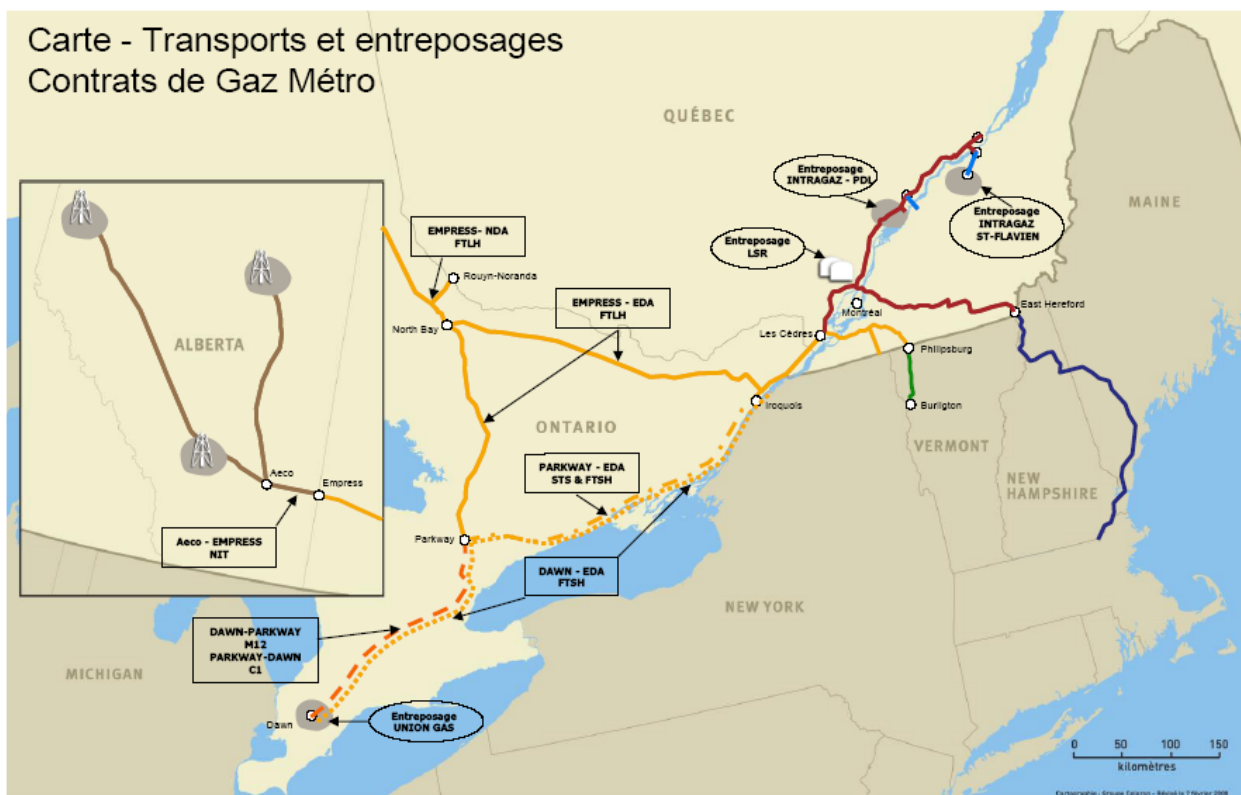 Carte - Transports et entreposages
Contrats de Gaz Métro
QUÉBEC
MAINE
Entreposage
INTRAGAZ - PDL
Entreposage
INTRAGAZ
ST-FLAVIEN
Entreposage
LSR
EMPRESS- NDA
FTLH
Rouyn-Noranda
EMPRESS - EDA
FTLH
North Bay
Montréal
East Hereford
Les Cèdres
Philipsburg
Iroquois
Burligton
ALBERTA
Aeco
Empress
Aeco - EMPRESS
NIT
ONTARIO
VERMONT
NEW
HAMPSHIRE
PARKWAY - EDA
STS & FTSH
Parkway
DAWN - EDA
FTSH
NEW YORK
DAWN-PARKWAY
M12
PARKWAY-DAWN
C1
MICHIGAN
Dawn
Entreposage
UNION GAS
0 50 100 150
kilomètres
Cartographie - Groupe